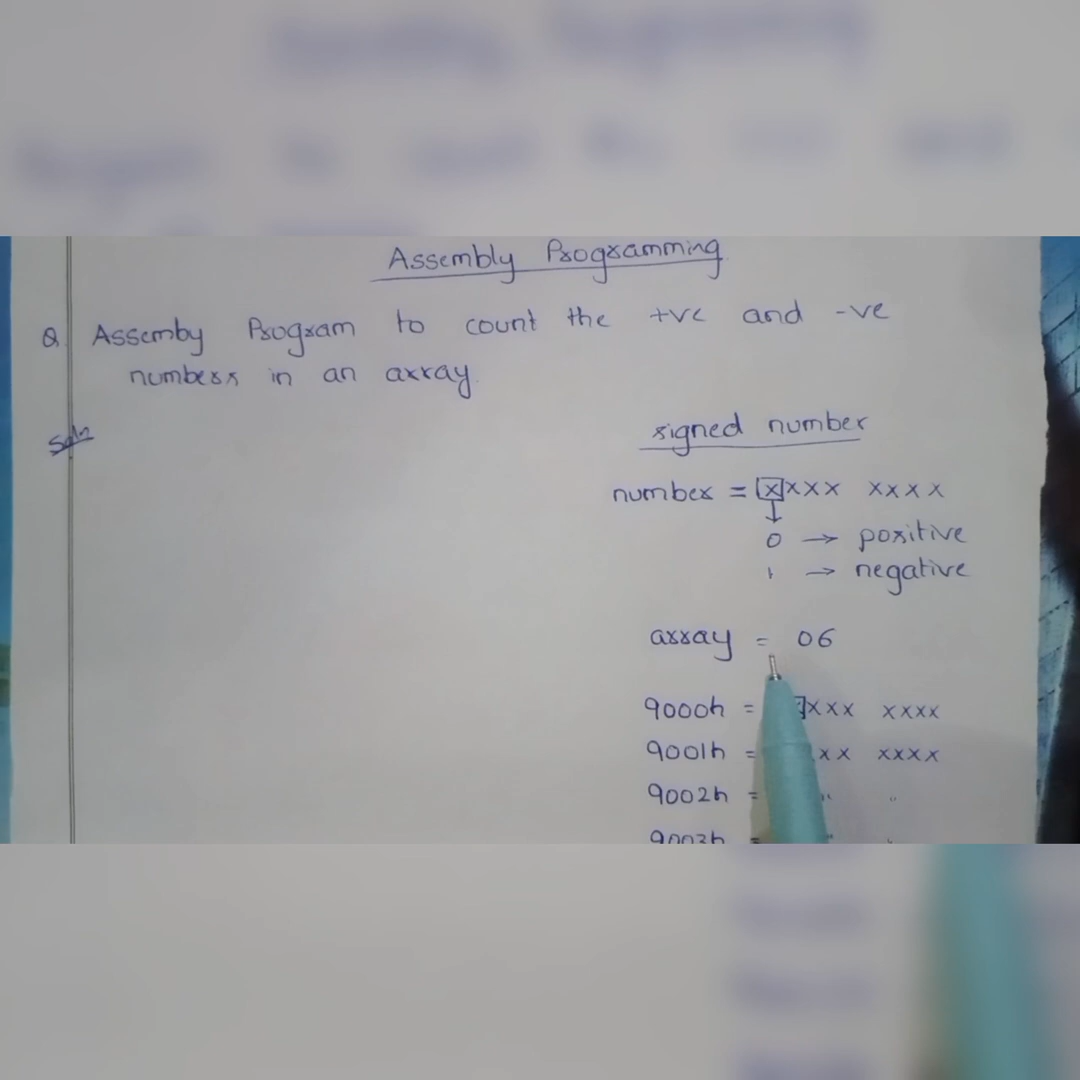 Assembly Programming
Q. Assemby Program to count the +ve and -ve
numbers in an array.
Soln
signed number
number = xxxx xxxx
0 → positive
1 → negative
array = 06
9000h = xxx xxxx
9001h = xx xxxx
9002h = " "
9003h = "